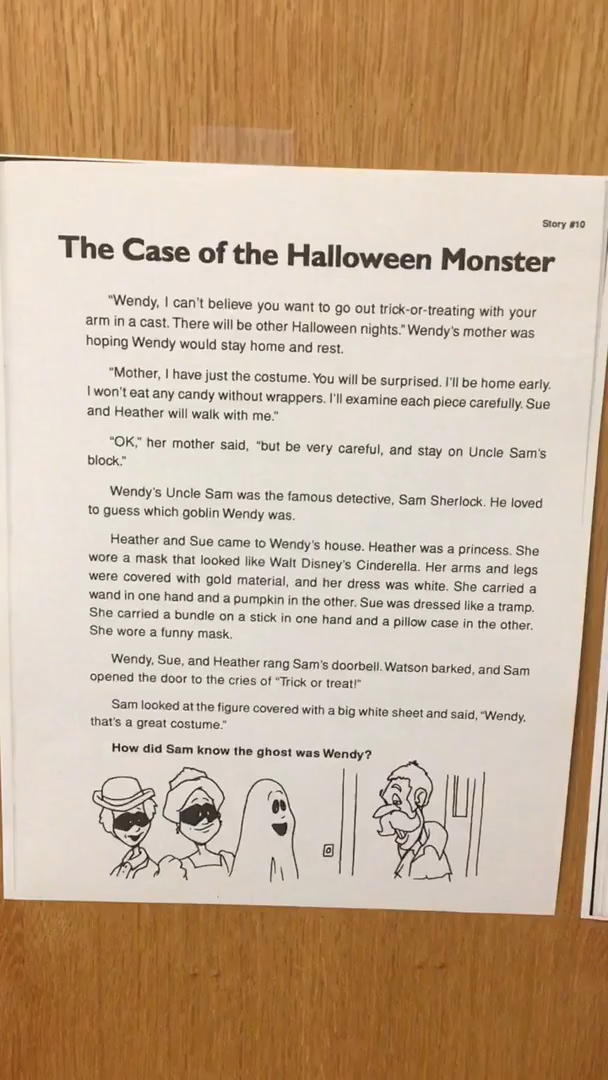 Story #10
The Case of the Halloween Monster
"Wendy, I can't believe you want to go out trick-or-treating with your
arm in a cast. There will be other Halloween nights." Wendy's mother was
hoping Wendy would stay home and rest.
"Mother, I have just the costume. You will be surprised. I'll be home early.
I won't eat any candy without wrappers. I'll examine each piece carefully. Sue
and Heather will walk with me."
"OK," her mother said, "but be very careful, and stay on Uncle Sam's
block."
Wendy's Uncle Sam was the famous detective, Sam Sherlock. He loved
to guess which goblin Wendy was.
Heather and Sue came to Wendy's house. Heather was a princess. She
wore a mask that looked like Walt Disney's Cinderella. Her arms and legs
were covered with gold material, and her dress was white. She carried a
wand in one hand and a pumpkin in the other. Sue was dressed like a tramp.
She carried a bundle on a stick in one hand and a pillow case in the other.
She wore a funny mask.
Wendy, Sue, and Heather rang Sam's doorbell. Watson barked, and Sam
opened the door to the cries of "Trick or treat!"
Sam looked at the figure covered with a big white sheet and said, "Wendy,
that's a great costume."
How did Sam know the ghost was Wendy?